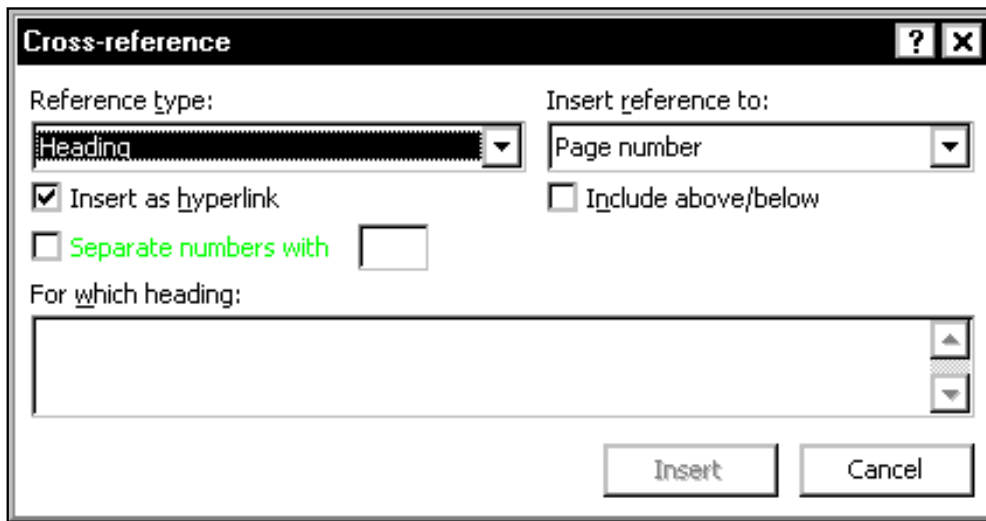 Cross-reference
Reference type: Insert reference to:
Heading Page number
Insert as hyperlink Include above/below
Separate numbers with
For which heading:
Insert Cancel